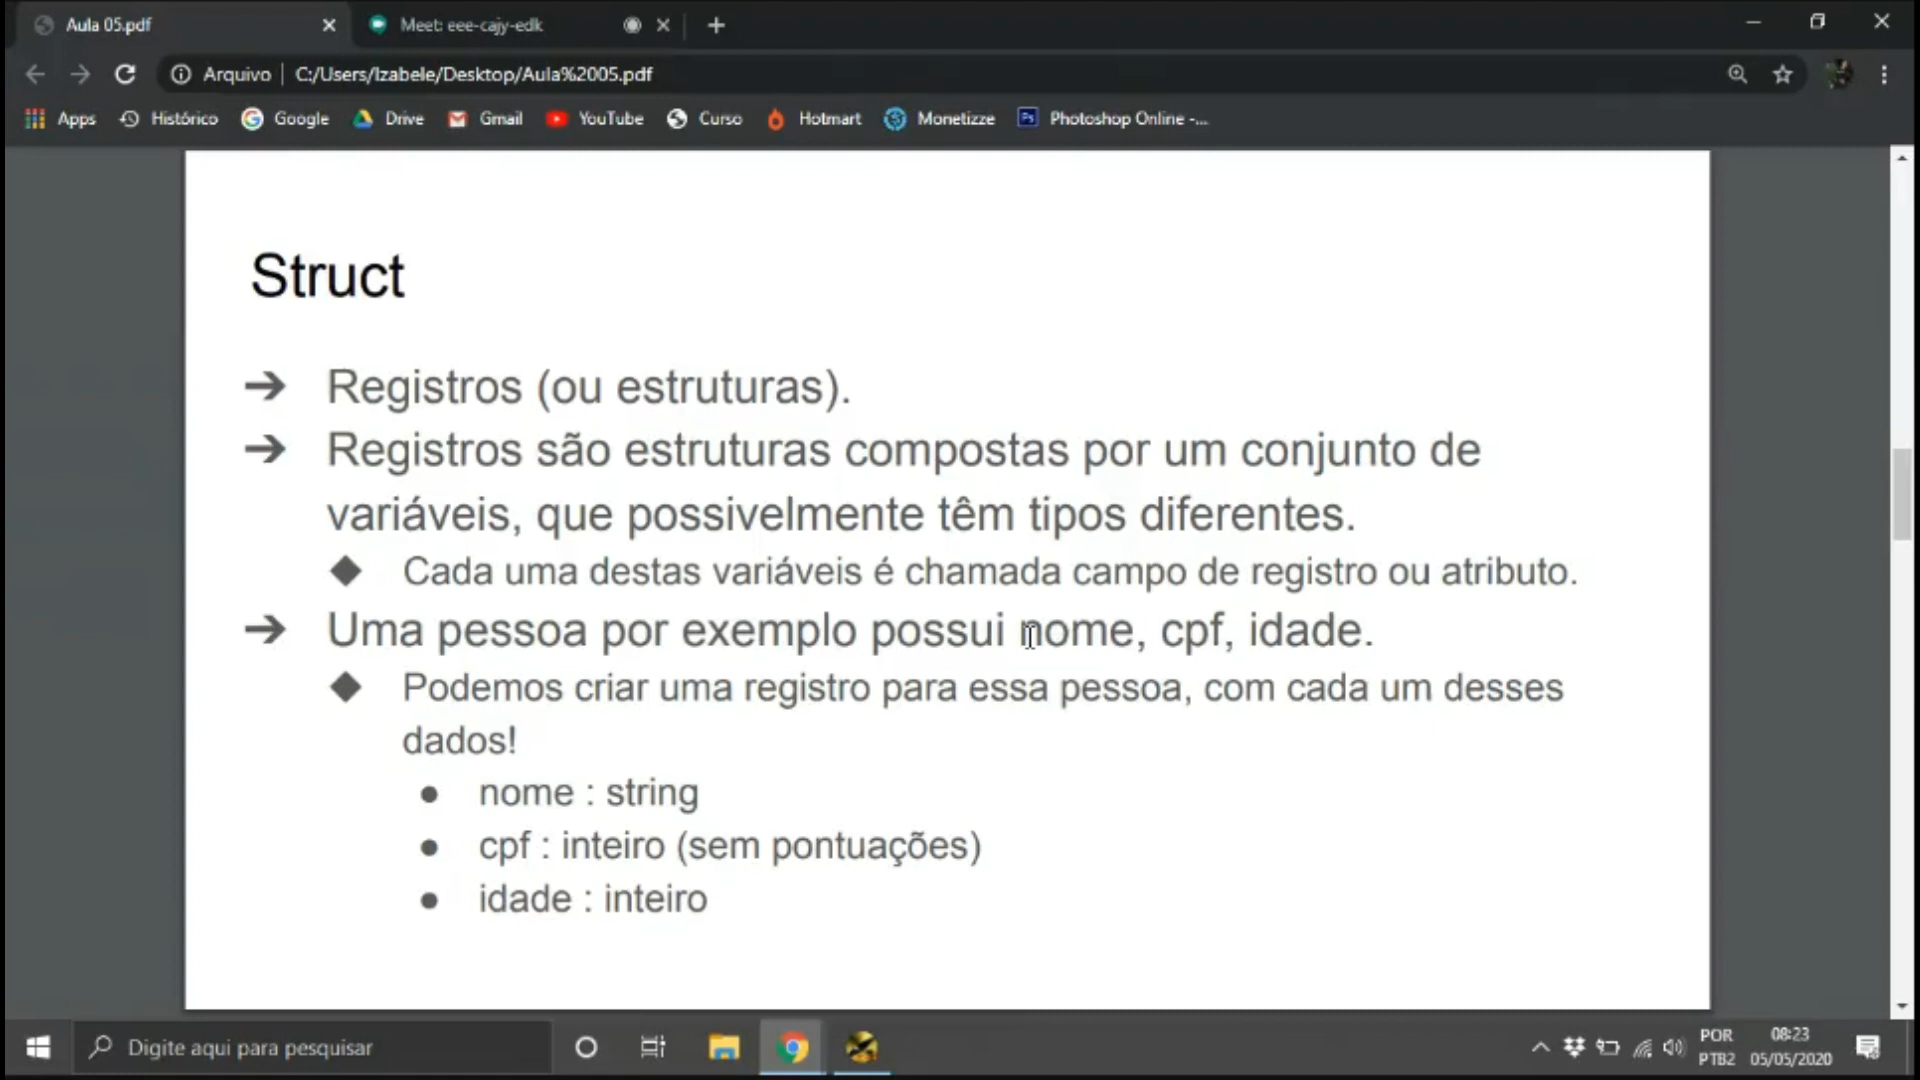 Aula 05.pdf
Meet: eee-cajy-edk
Arquivo
C:/Users/Izabele/Desktop/Aula%2005.pdf
Apps
Histórico
Google
Drive
Gmail
YouTube
Curso
Hotmart
Monetizze
Ps
Photoshop Online -...
Struct
➔ Registros (ou estruturas).
➔ Registros são estruturas compostas por um conjunto de
variáveis, que possivelmente têm tipos diferentes.
◆ Cada uma destas variáveis é chamada campo de registro ou atributo.
➔ Uma pessoa por exemplo possui nome, cpf, idade.
◆ Podemos criar uma registro para essa pessoa, com cada um desses
dados!
● nome : string
● cpf : inteiro (sem pontuações)
● idade : inteiro
Digite aqui para pesquisar
POR
PTB2
08:23
05/05/2020